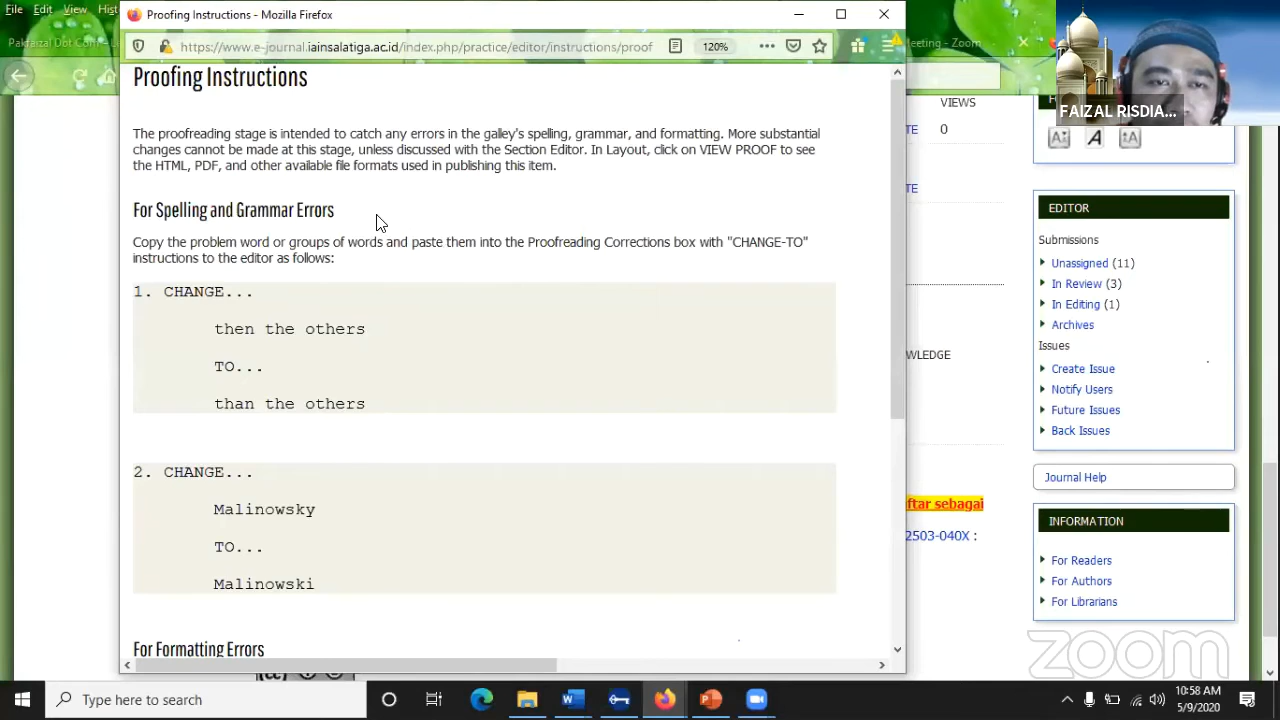 Proofing Instructions - Mozilla Firefox
File Edit View His
Pakfaizal Dot Com - L
eeting - Zoom
https://www.e-journal.iainsalatiga.ac.id/index.php/practice/editor/instructions/proof
120%
FAIZAL RISDIA...
Proofing Instructions
The proofreading stage is intended to catch any errors in the galley's spelling, grammar, and formatting. More substantial
changes cannot be made at this stage, unless discussed with the Section Editor. In Layout, click on VIEW PROOF to see
the HTML, PDF, and other available file formats used in publishing this item.
For Spelling and Grammar Errors
Copy the problem word or groups of words and paste them into the Proofreading Corrections box with "CHANGE-TO"
instructions to the editor as follows:
1. CHANGE...
then the others
TO...
than the others
2. CHANGE...
Malinowsky
TO...
Malinowski
For Formatting Errors
VIEWS
TE 0
TE
WLEDGE
ftar sebagai
2503-040X :
A A A
EDITOR
Submissions
Unassigned (11)
In Review (3)
In Editing (1)
Archives
Issues
Create Issue
Notify Users
Future Issues
Back Issues
Journal Help
INFORMATION
For Readers
For Authors
For Librarians
zoom
Type here to search
10:58 AM
5/9/2020